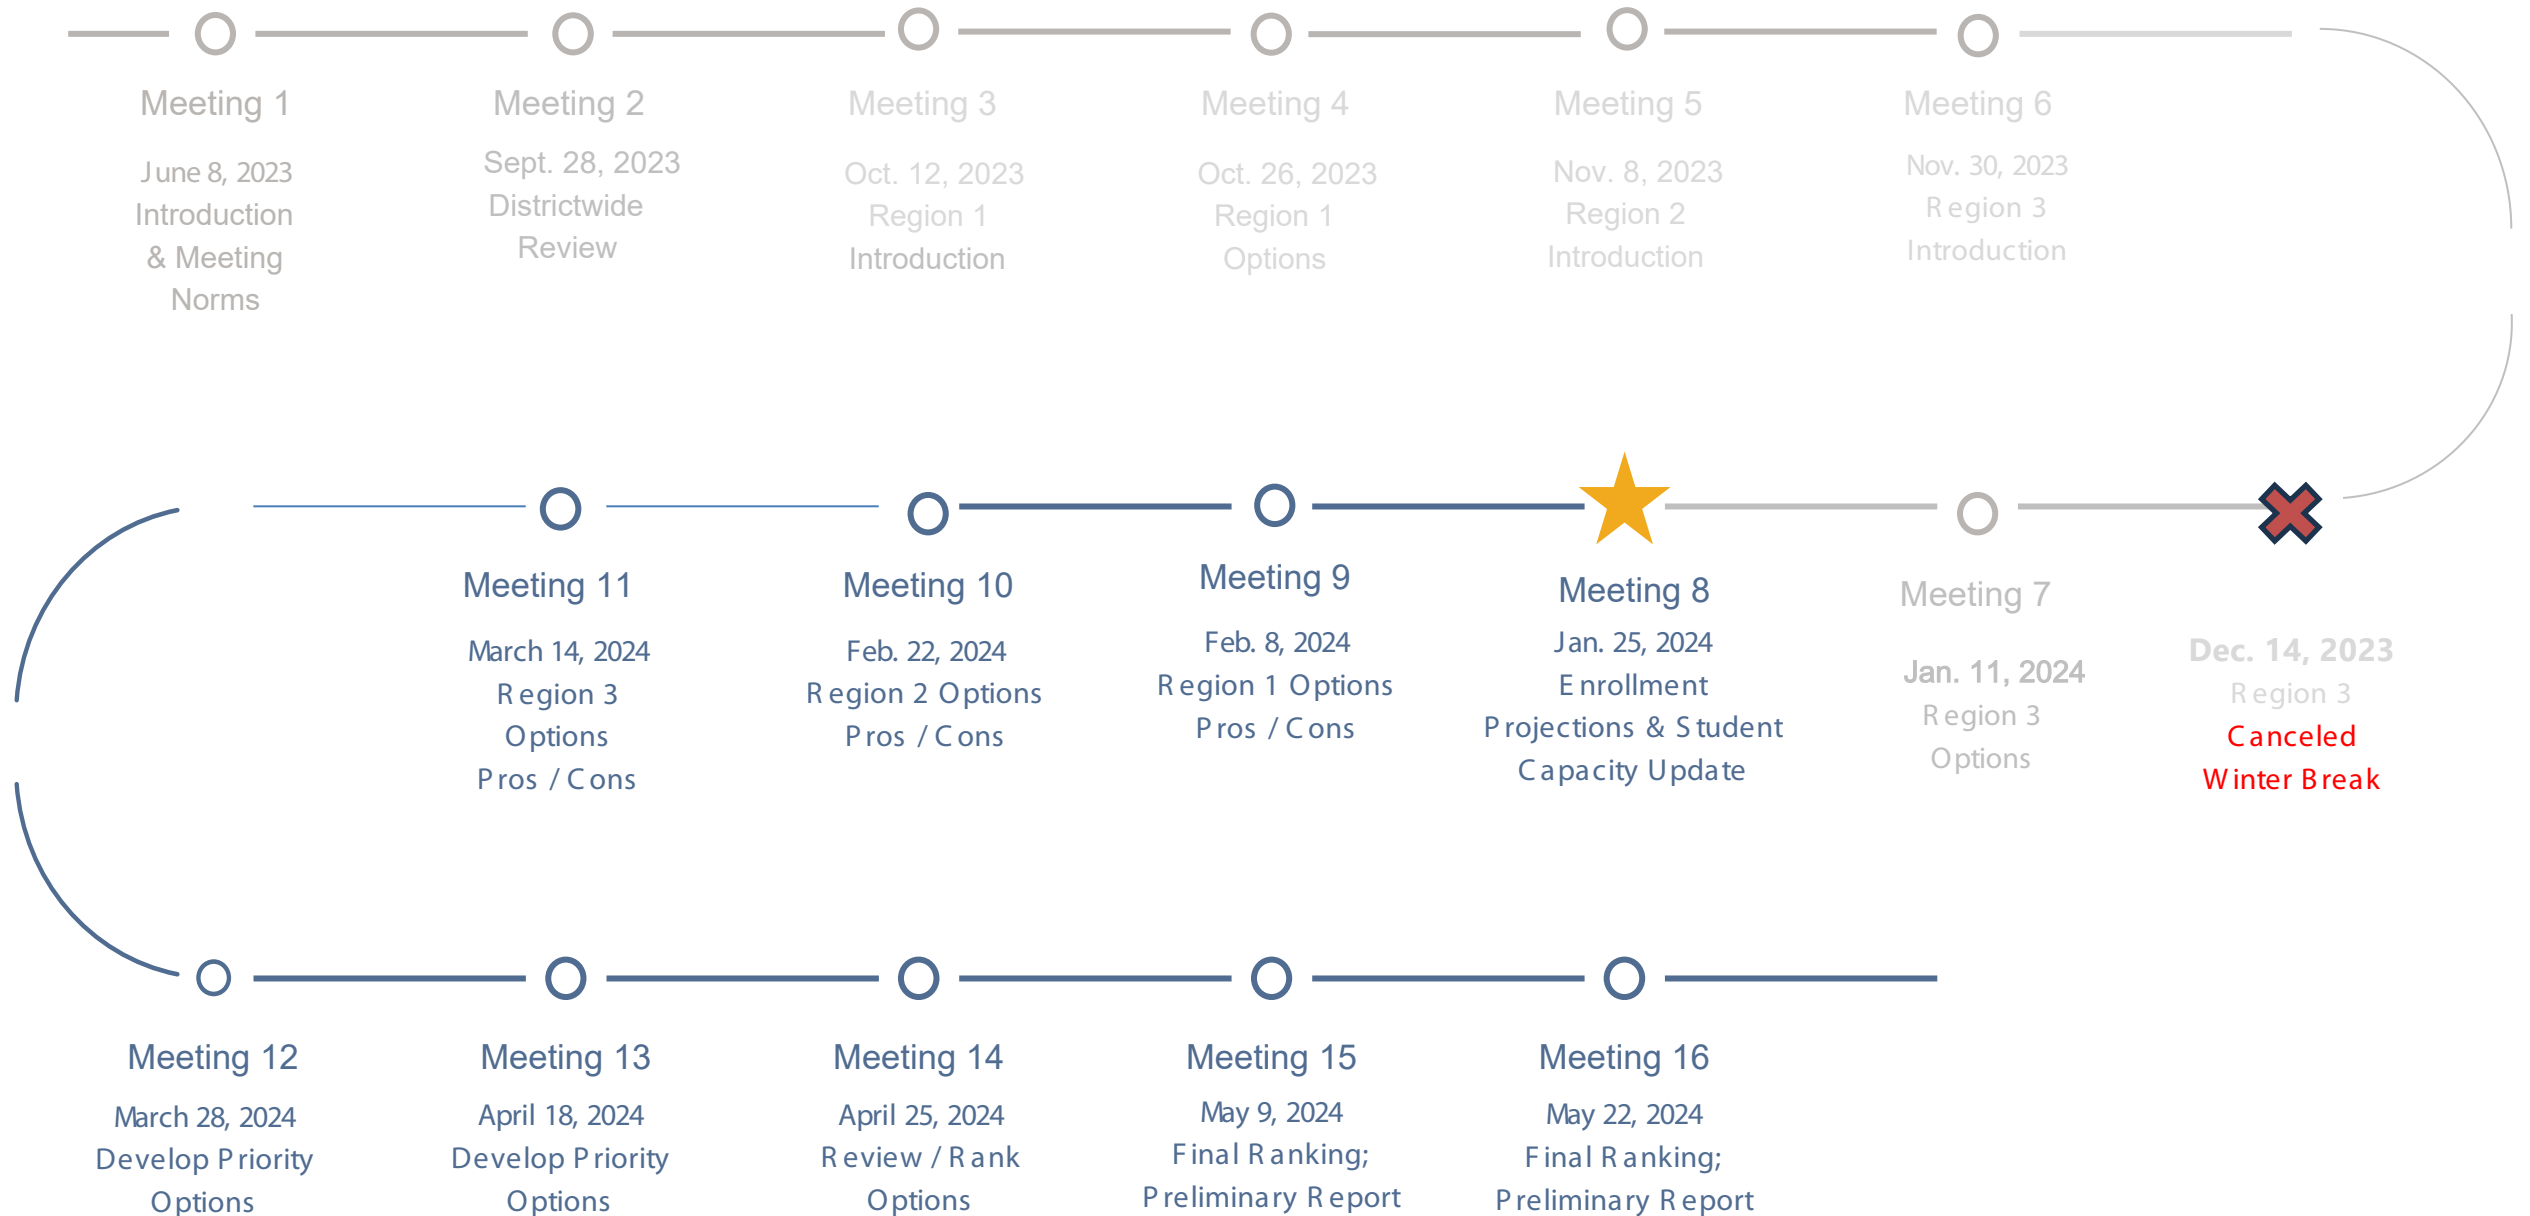 Meeting 1
June 8, 2023
Introduction
& Meeting
Norms
Meeting 2
Sept. 28, 2023
Districtwide
Review
Meeting 3
Oct. 12, 2023
Region 1
Introduction
Meeting 4
Oct. 26, 2023
Region 1
Options
Meeting 5
Nov. 8, 2023
Region 2
Introduction
Meeting 6
Nov. 30, 2023
Region 3
Introduction
Dec. 14, 2023
Region 3
Canceled
Winter Break
Meeting 7
Jan. 11, 2024
Region 3
Options
Meeting 8
Jan. 25, 2024
Enrollment
Projections & Student
Capacity Update
Meeting 9
Feb. 8, 2024
Region 1 Options
Pros / Cons
Meeting 10
Feb. 22, 2024
Region 2 Options
Pros / Cons
Meeting 11
March 14, 2024
Region 3
Options
Pros / Cons
Meeting 12
March 28, 2024
Develop Priority
Options
Meeting 13
April 18, 2024
Develop Priority
Options
Meeting 14
April 25, 2024
Review / Rank
Options
Meeting 15
May 9, 2024
Final Ranking;
Preliminary Report
Meeting 16
May 22, 2024
Final Ranking;
Preliminary Report